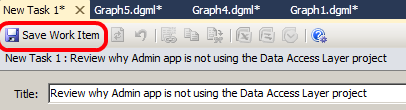 New Task 1* Graph5.dgml* Graph4.dgml* Graph1.dgml*
Save Work Item
New Task 1 : Review why Admin app is not using the Data Access Layer project
Title: Review why Admin app is not using the Data Access Layer project